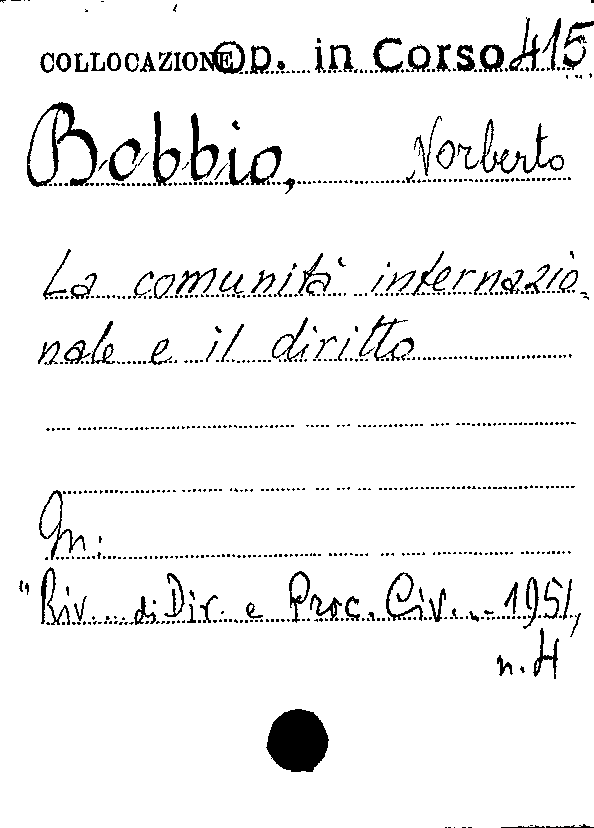 COLLOCAZIONE Op. in Corso 415
Bobbio, Norberto
La comunità internazio-
nale e il diritto
In:
"Riv. di Dir. e Proc. Civ. - 1951,
n. 4